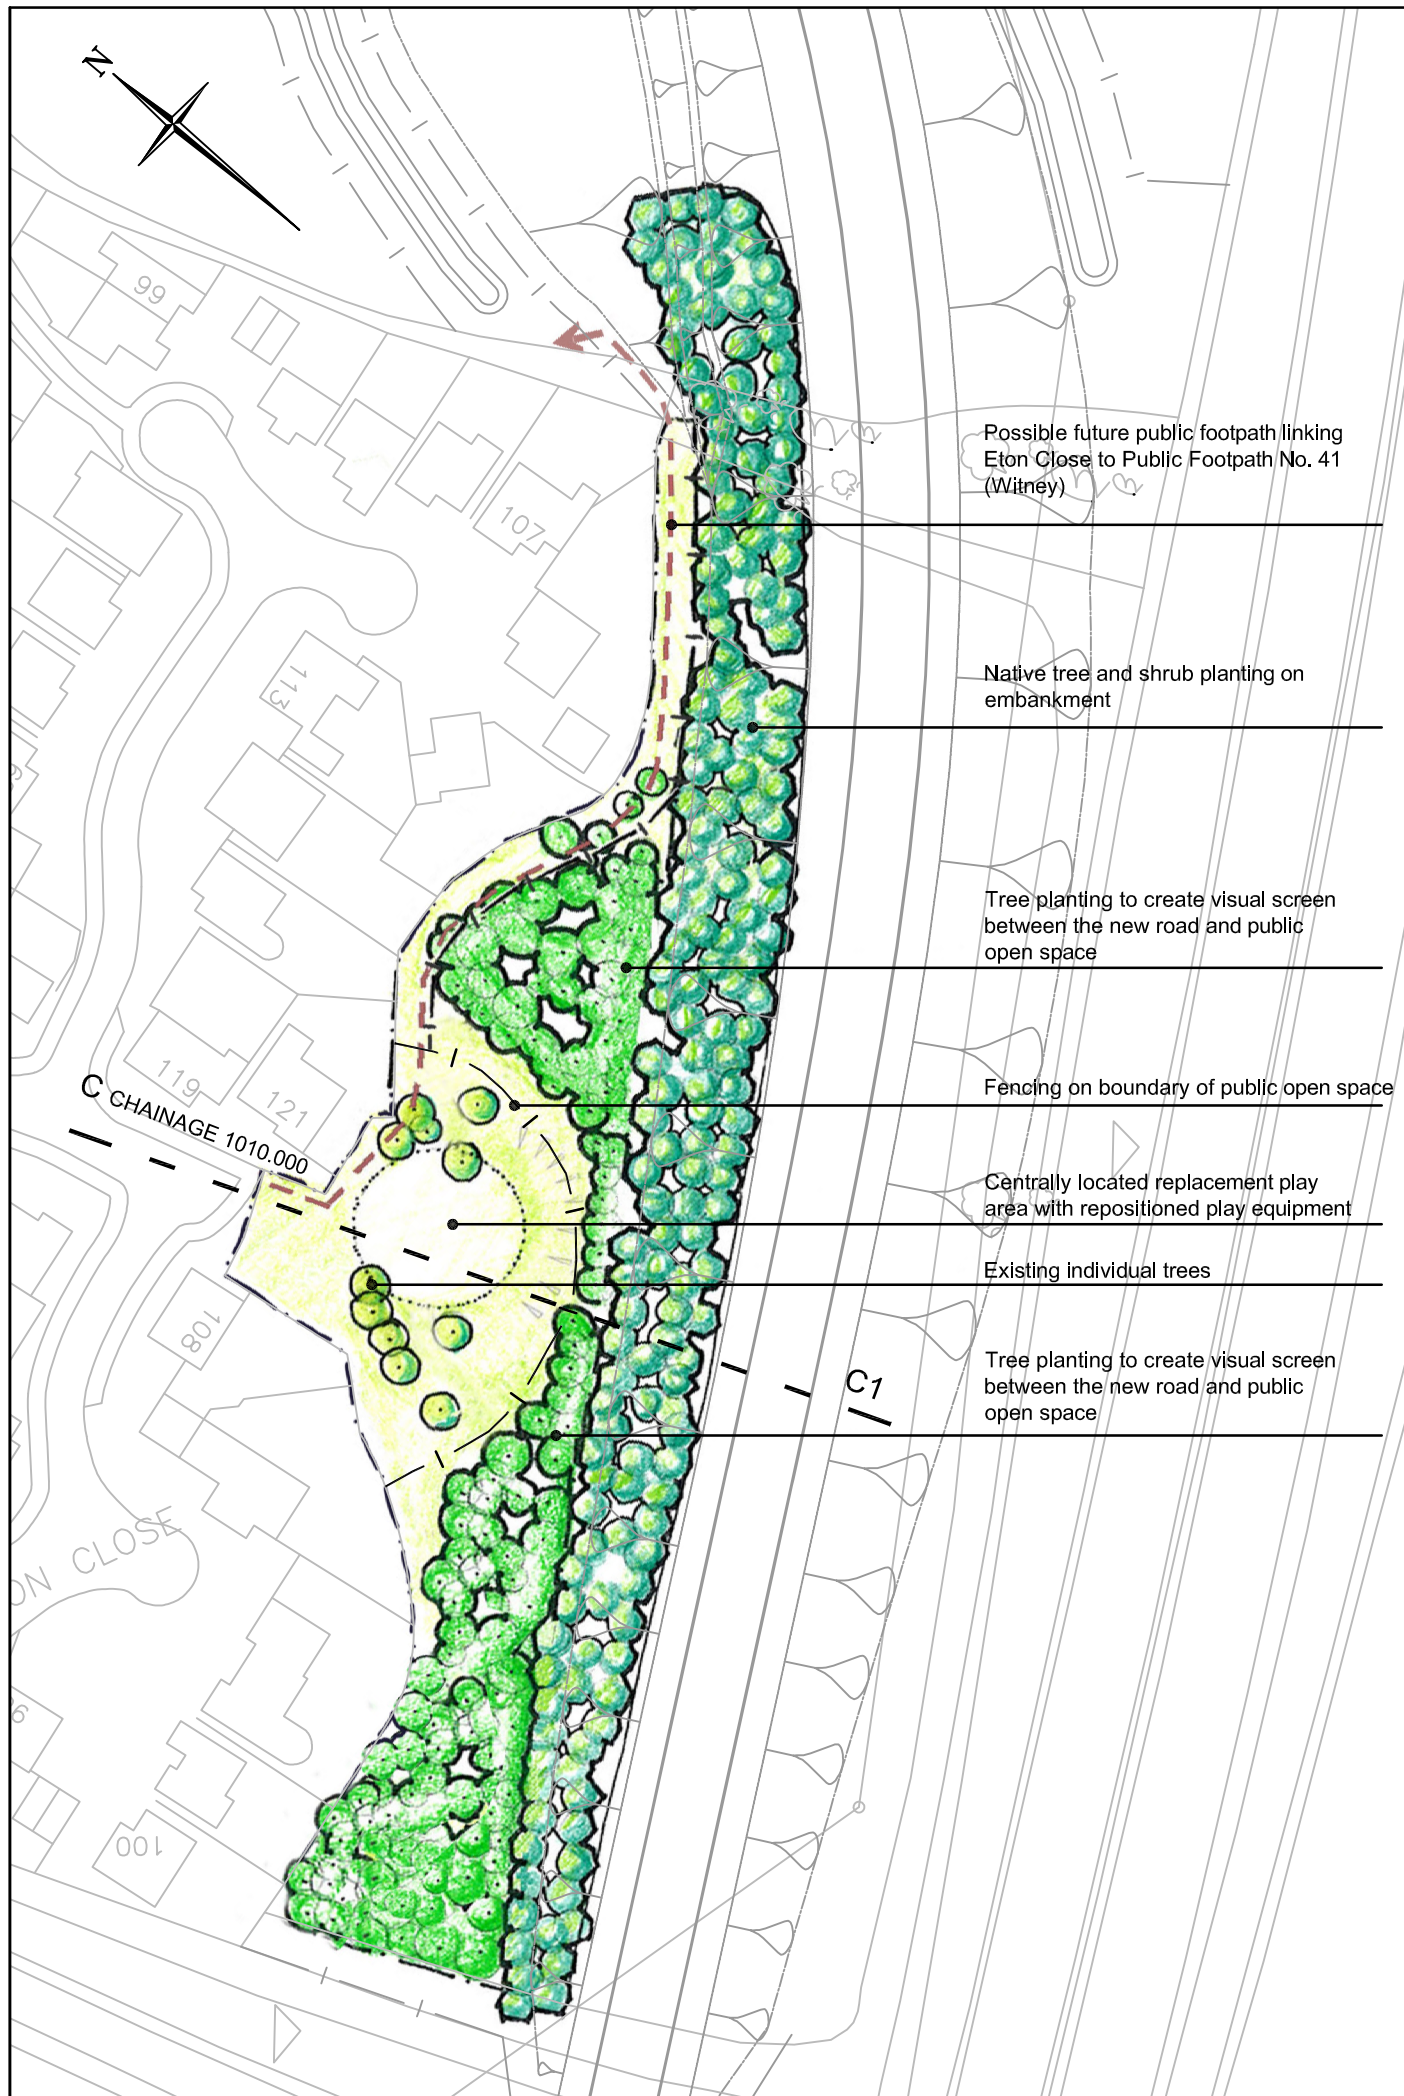 N
99
107
Possible future public footpath linking
Eton Close to Public Footpath No. 41
(Witney)
113
Native tree and shrub planting on
embankment
Tree planting to create visual screen
between the new road and public
open space
119
121
C CHAINAGE 1010.000
Fencing on boundary of public open space
Centrally located replacement play
area with repositioned play equipment
Existing individual trees
108
C1
Tree planting to create visual screen
between the new road and public
open space
ON CLOSE
100